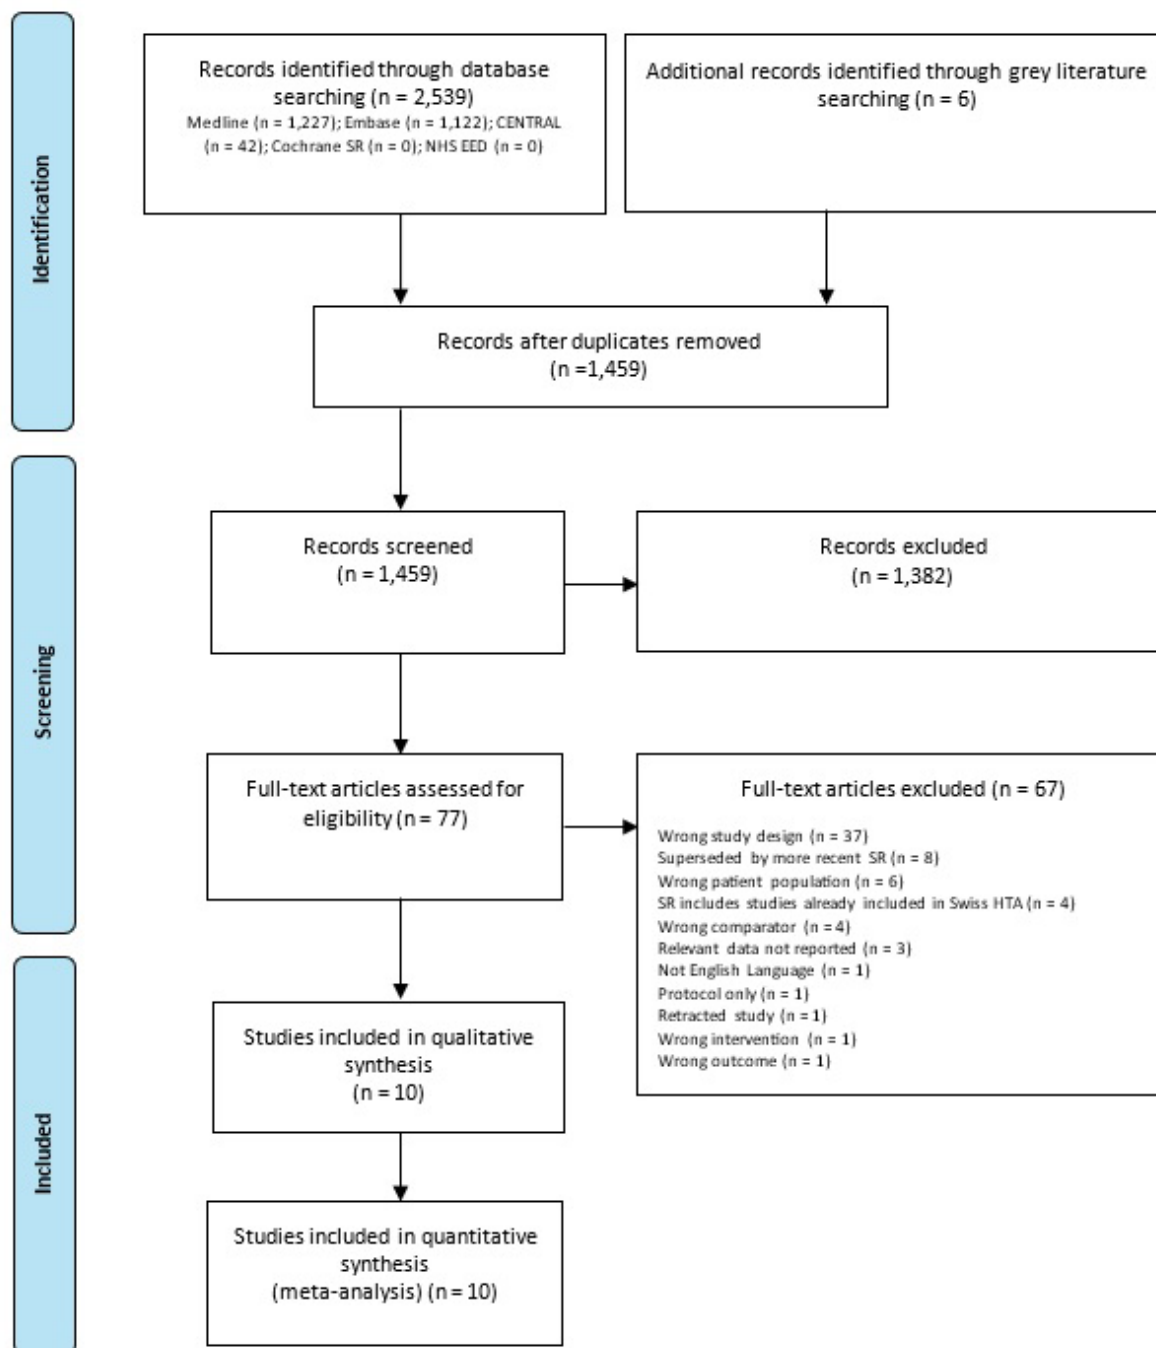 Identification
Records identified through database
searching (n = 2,539)
Medline (n = 1,227); Embase (n = 1,122); CENTRAL
(n = 42); Cochrane SR (n = 0); NHS EED (n = 0)
Additional records identified through grey literature
searching (n = 6)
Records after duplicates removed
(n =1,459)
Screening
Records screened
(n = 1,459)
Records excluded
(n = 1,382)
Full-text articles assessed for
eligibility (n = 77)
Full-text articles excluded (n = 67)
Wrong study design (n = 37)
Superseded by more recent SR (n = 8)
Wrong patient population (n = 6)
SR includes studies already included in Swiss HTA (n = 4)
Wrong comparator (n = 4)
Relevant data not reported (n = 3)
Not English Language (n = 1)
Protocol only (n = 1)
Retracted study (n = 1)
Wrong intervention (n = 1)
Wrong outcome (n = 1)
Included
Studies included in qualitative
synthesis
(n = 10)
Studies included in quantitative
synthesis
(meta-analysis) (n = 10)